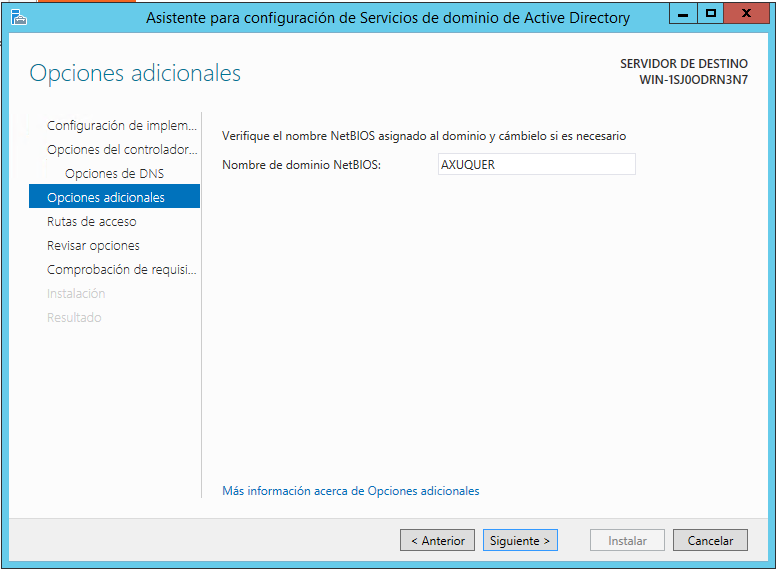 Asistente para configuración de Servicios de dominio de Active Directory
Opciones adicionales
SERVIDOR DE DESTINO
WIN-1SJ0ODRN3N7
Configuración de implem...
Opciones del controlador...
Opciones de DNS
Opciones adicionales
Rutas de acceso
Revisar opciones
Comprobación de requisi...
Instalación
Resultado
Verifique el nombre NetBIOS asignado al dominio y cámbielo si es necesario
Nombre de dominio NetBIOS: AXUQUER
Más información acerca de Opciones adicionales
< Anterior Siguiente > Instalar Cancelar